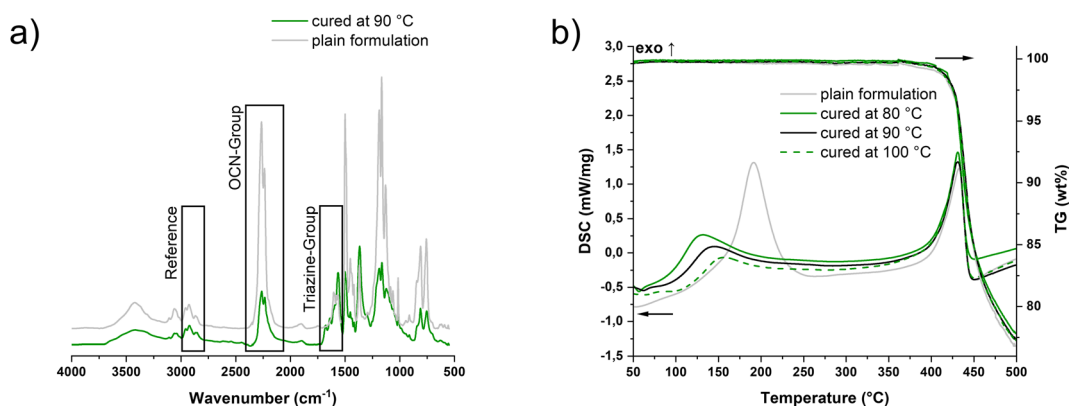 a)
cured at 90 °C
plain formulation
Reference
OCN-Group
Triazine-Group
4000 3500 3000 2500 2000 1500 1000 500
Wavenumber (cm⁻¹)
b)
exo ↑
3,0
2,5
2,0
1,5
1,0
0,5
0,0
-0,5
-1,0
-1,5
DSC (mW/mg)
plain formulation
cured at 80 °C
cured at 90 °C
cured at 100 °C
100
95
90
85
80
TG (wt%)
50 100 150 200 250 300 350 400 450 500
Temperature (°C)